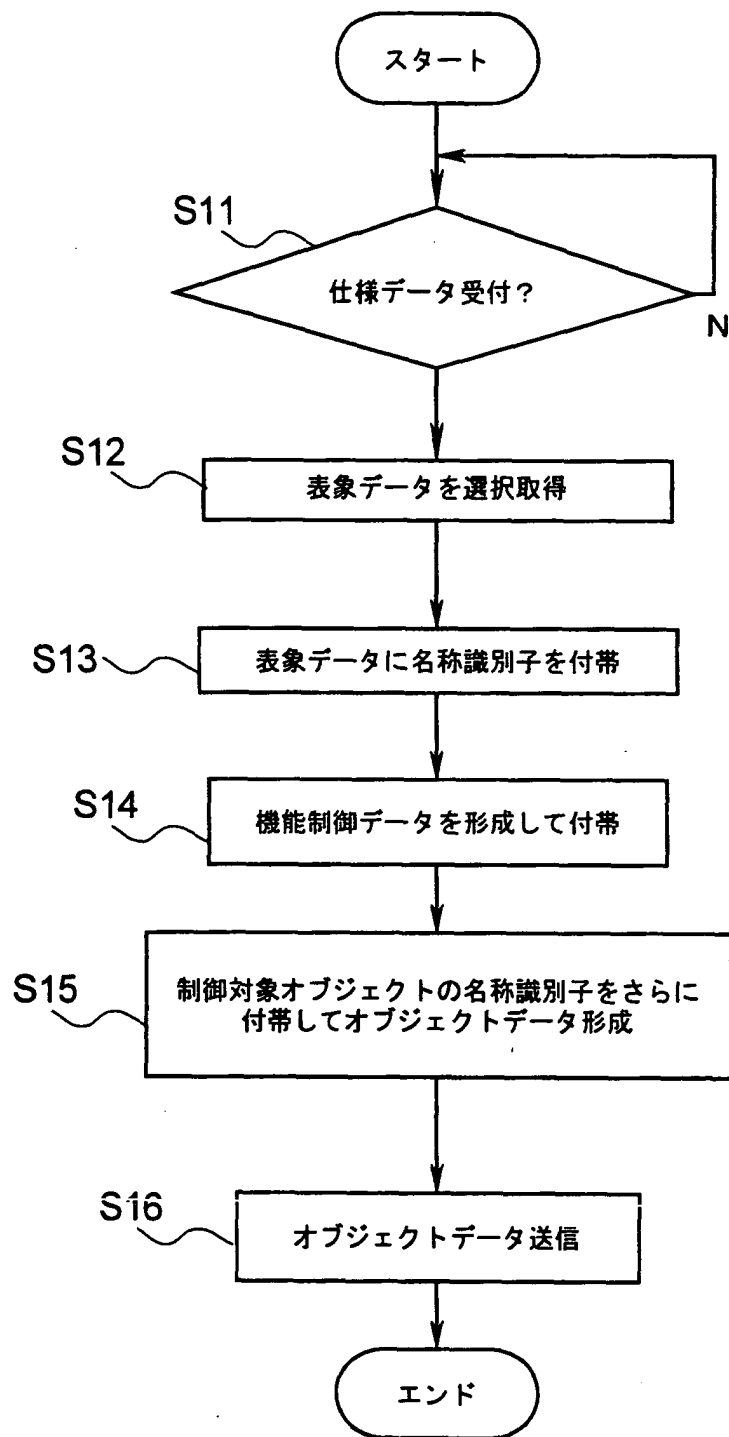 スタート
S11
仕様データ受付?
N
S12
表象データを選択取得
S13
表象データに名称識別子を付帯
S14
機能制御データを形成して付帯
S15
制御対象オブジェクトの名称識別子をさらに
付帯してオブジェクトデータ形成
S16
オブジェクトデータ送信
エンド